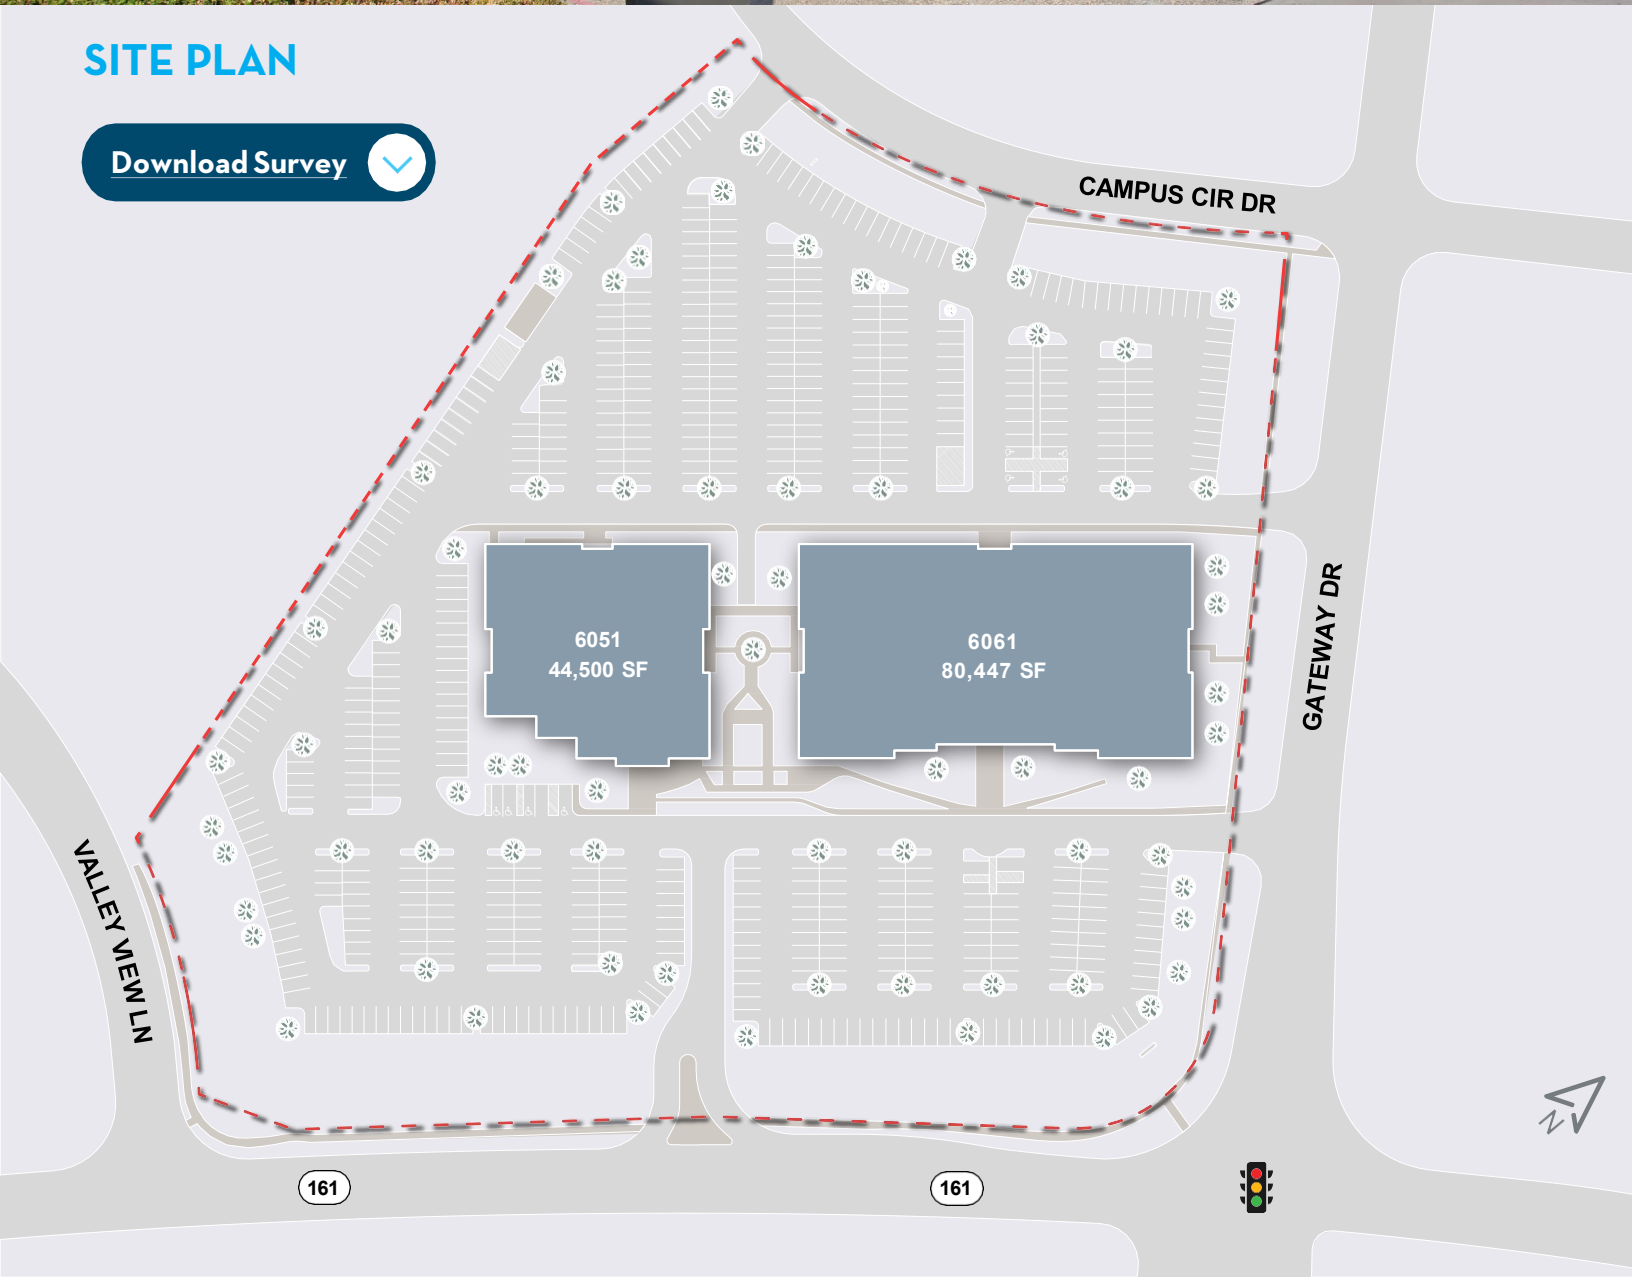 SITE PLAN
Download Survey
CAMPUS CIR DR
GATEWAY DR
6051
44,500 SF
6061
80,447 SF
VALLEY VIEW LN
161
161
N